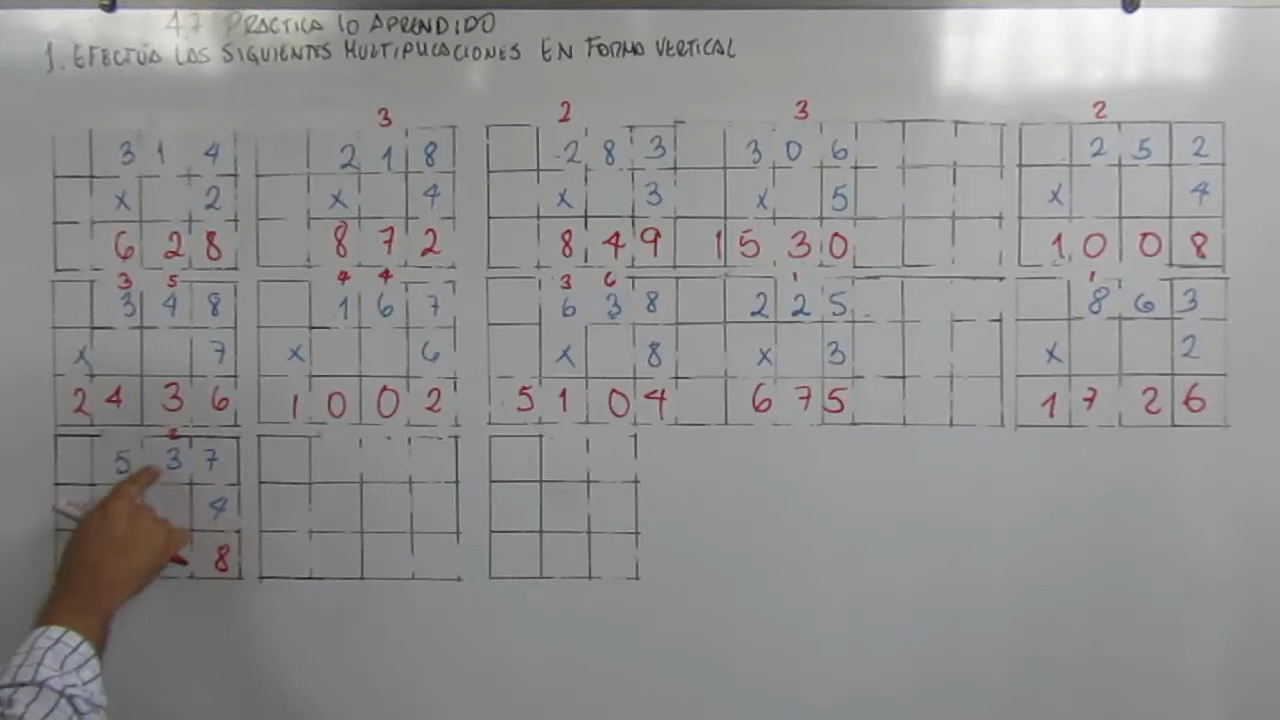 4.7 PRACTICA lO APRENDIDO
1. EFECTÚA LAS SIGUIENTES MULTIPLICACIONES EN FORMA VERTICAL
3 2 3 2
3 1 4 2 1 8 2 8 3 3 0 6 2 5 2
x 2 x 4 x 3 x 5 x 4
6 2 8 8 7 2 8 4 9 1 5 3 0 1 0 0 8
3 5 4 4 3 6 1 1
3 4 8 1 6 7 6 3 8 2 2 5 8 6 3
x 7 x 6 x 8 x 3 x 2
2 4 3 6 1 0 0 2 5 1 0 4 6 7 5 1 7 2 6
2
5 3 7
4
8